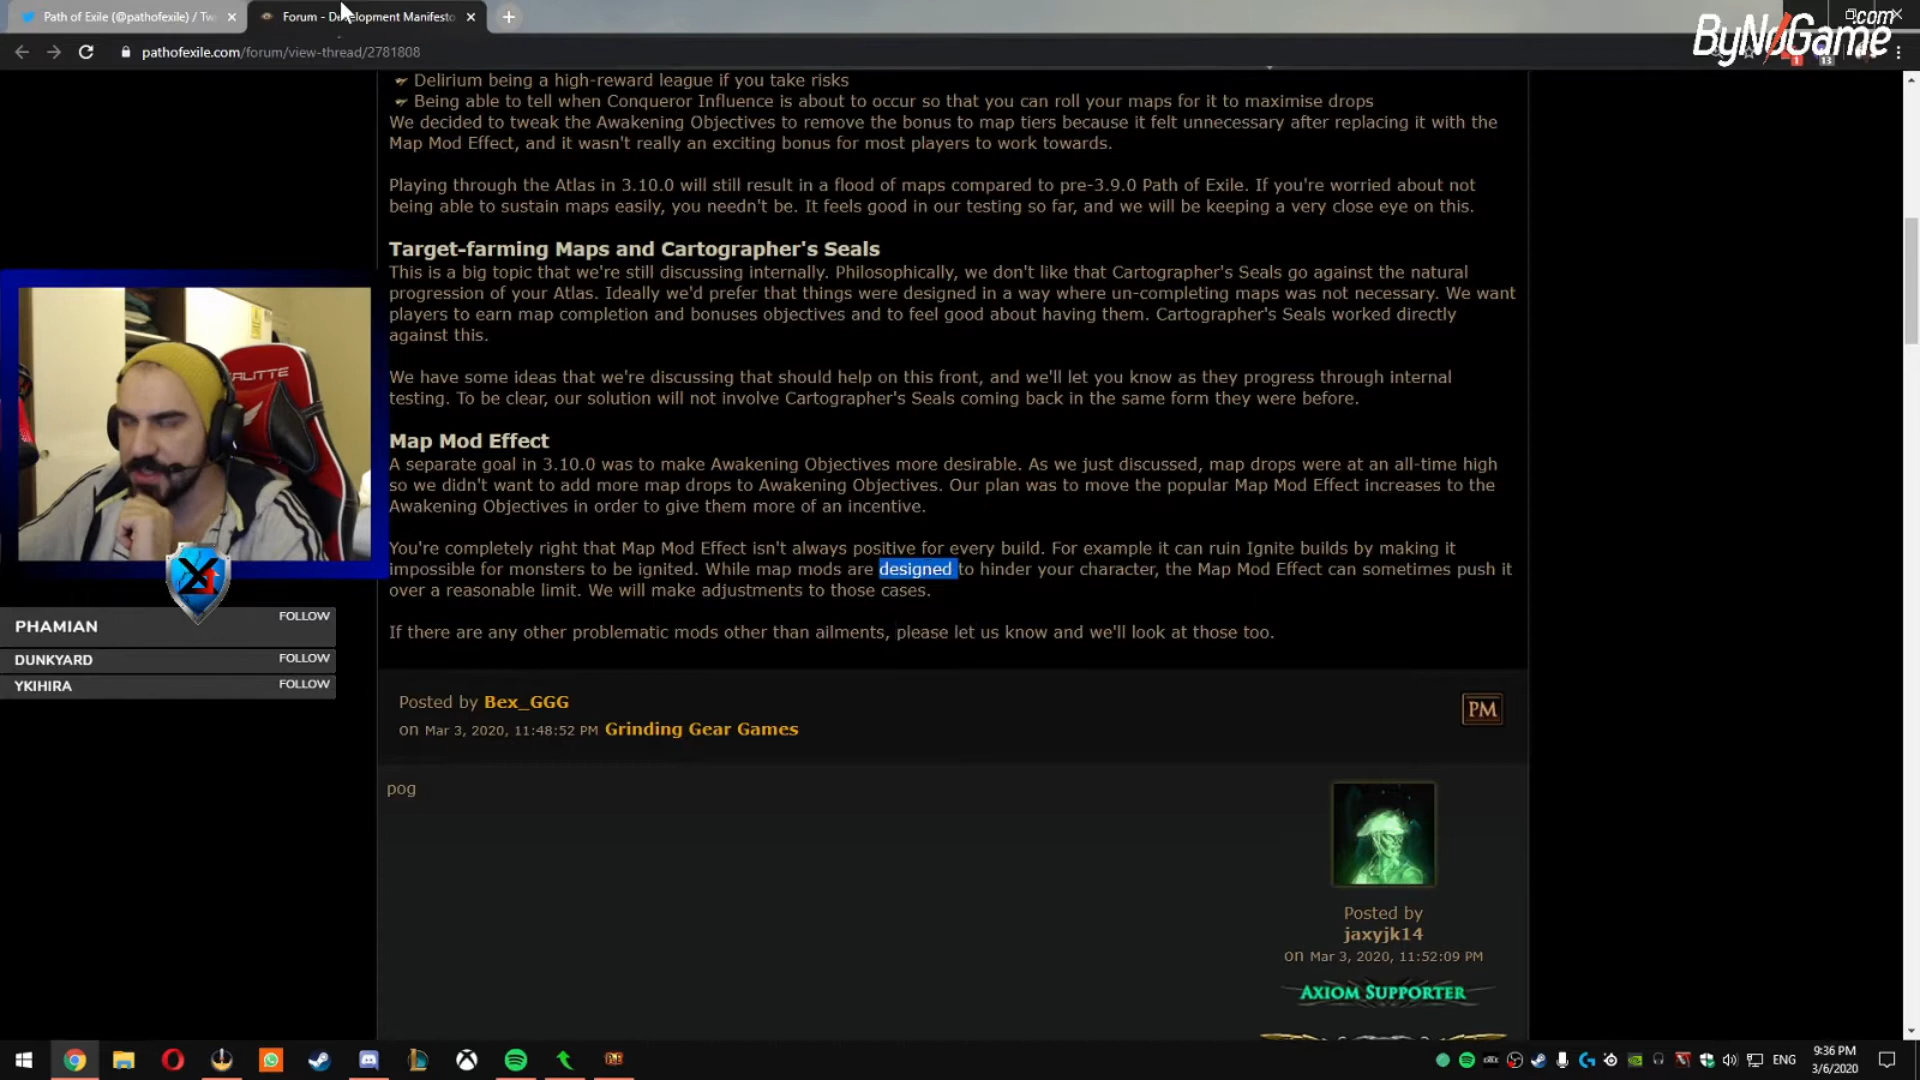 Path of Exile (@pathofexile) / Tw
Forum - Development Manifesto
.com
ByNoGame
pathofexile.com/forum/view-thread/2781808
1
13
Delirium being a high-reward league if you take risks
Being able to tell when Conqueror Influence is about to occur so that you can roll your maps for it to maximise drops
We decided to tweak the Awakening Objectives to remove the bonus to map tiers because it felt unnecessary after replacing it with the
Map Mod Effect, and it wasn't really an exciting bonus for most players to work towards.
Playing through the Atlas in 3.10.0 will still result in a flood of maps compared to pre-3.9.0 Path of Exile. If you're worried about not
being able to sustain maps easily, you needn't be. It feels good in our testing so far, and we will be keeping a very close eye on this.
Target-farming Maps and Cartographer's Seals
This is a big topic that we're still discussing internally. Philosophically, we don't like that Cartographer's Seals go against the natural
progression of your Atlas. Ideally we'd prefer that things were designed in a way where un-completing maps was not necessary. We want
players to earn map completion and bonuses objectives and to feel good about having them. Cartographer's Seals worked directly
against this.
We have some ideas that we're discussing that should help on this front, and we'll let you know as they progress through internal
testing. To be clear, our solution will not involve Cartographer's Seals coming back in the same form they were before.
Map Mod Effect
A separate goal in 3.10.0 was to make Awakening Objectives more desirable. As we just discussed, map drops were at an all-time high
so we didn't want to add more map drops to Awakening Objectives. Our plan was to move the popular Map Mod Effect increases to the
Awakening Objectives in order to give them more of an incentive.
You're completely right that Map Mod Effect isn't always positive for every build. For example it can ruin Ignite builds by making it
impossible for monsters to be ignited. While map mods are designed to hinder your character, the Map Mod Effect can sometimes push it
over a reasonable limit. We will make adjustments to those cases.
If there are any other problematic mods other than ailments, please let us know and we'll look at those too.
PHAMIAN FOLLOW
DUNKYARD FOLLOW
YKIHIRA FOLLOW
Posted by Bex_GGG
on Mar 3, 2020, 11:48:52 PM Grinding Gear Games
PM
pog
Posted by
jaxyjk14
on Mar 3, 2020, 11:52:09 PM
AXIOM SUPPORTER
ENG
9:36 PM
3/6/2020